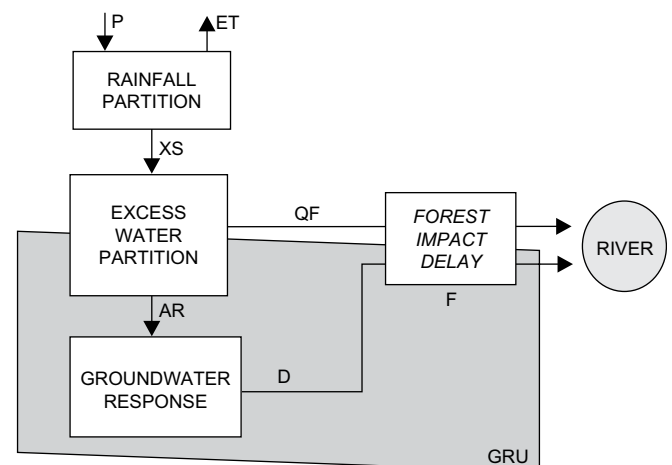 P
ET
RAINFALL
PARTITION
XS
EXCESS
WATER
PARTITION
QF
FOREST
IMPACT
DELAY
F
RIVER
AR
GROUNDWATER
RESPONSE
D
GRU